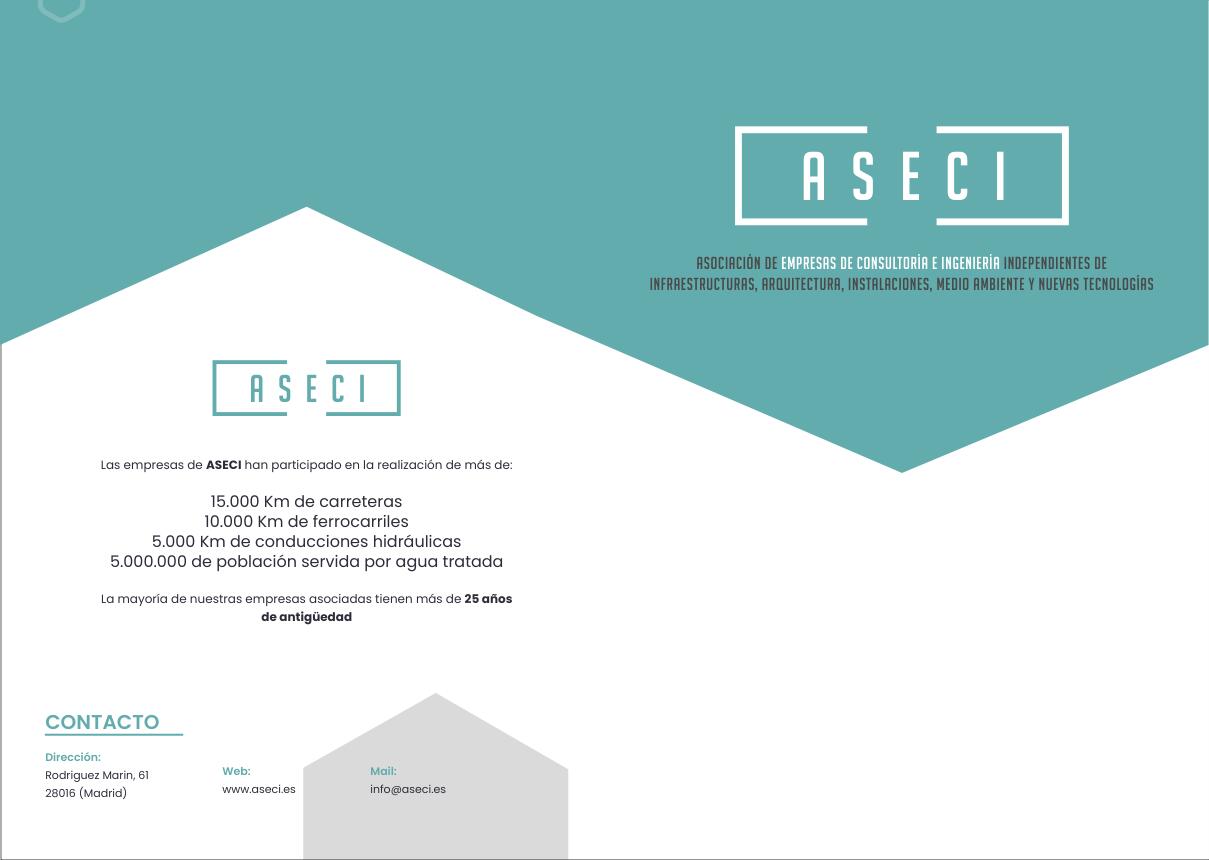 ASECI
ASOCIACIÓN DE EMPRESAS DE CONSULTORÍA E INGENIERÍA INDEPENDIENTES DE
INFRAESTRUCTURAS, ARQUITECTURA, INSTALACIONES, MEDIO AMBIENTE Y NUEVAS TECNOLOGÍAS
ASECI
Las empresas de ASECI han participado en la realización de más de:
15.000 Km de carreteras
10.000 Km de ferrocarriles
5.000 Km de conducciones hidráulicas
5.000.000 de población servida por agua tratada
La mayoría de nuestras empresas asociadas tienen más de 25 años
de antigüedad
CONTACTO
Dirección:
Rodriguez Marin, 61
28016 (Madrid)
Web:
www.aseci.es
Mail:
info@aseci.es